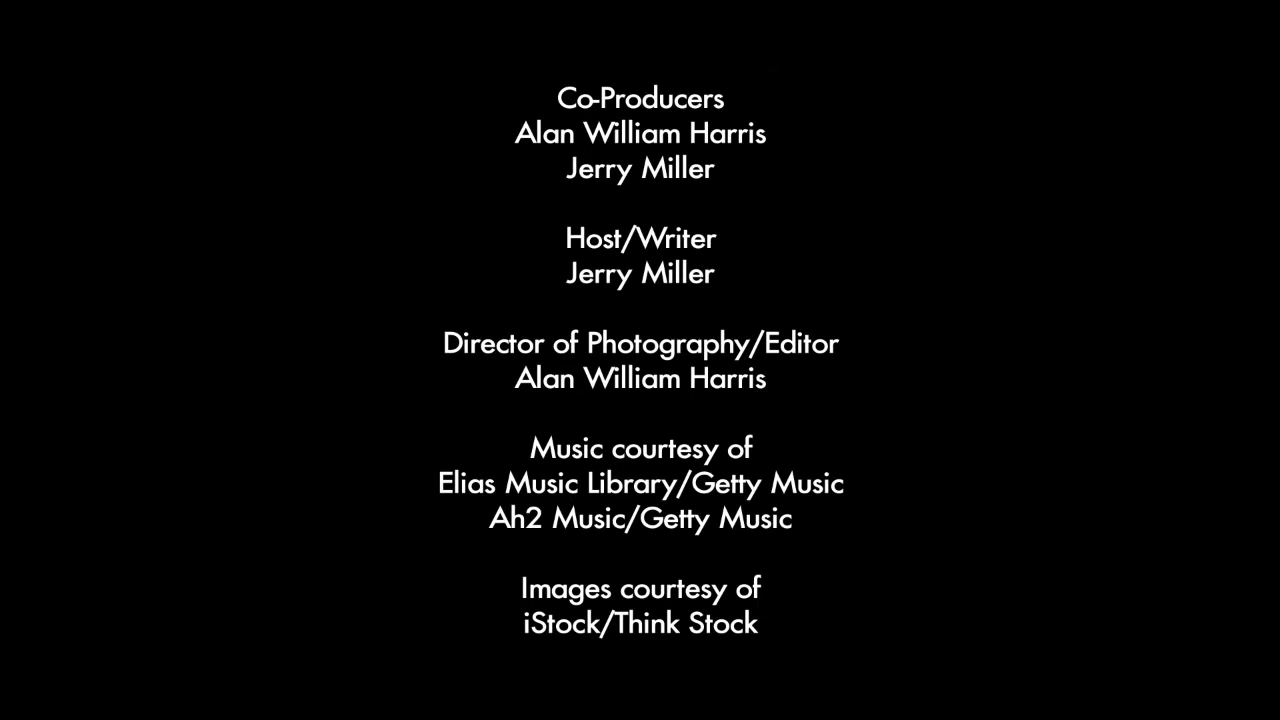 Co-Producers
Alan William Harris
Jerry Miller
Host/Writer
Jerry Miller
Director of Photography/Editor
Alan William Harris
Music courtesy of
Elias Music Library/Getty Music
Ah2 Music/Getty Music
Images courtesy of
iStock/Think Stock